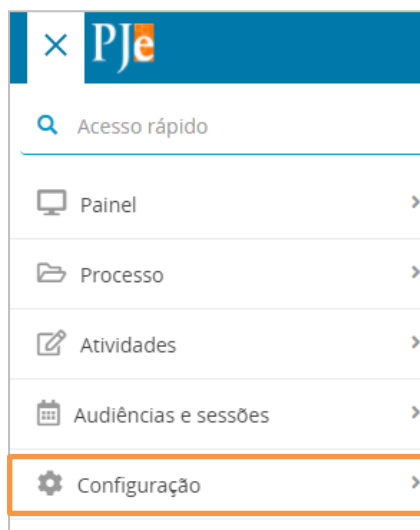 PJe
Acesso rápido
Painel
Processo
Atividades
Audiências e sessões
Configuração